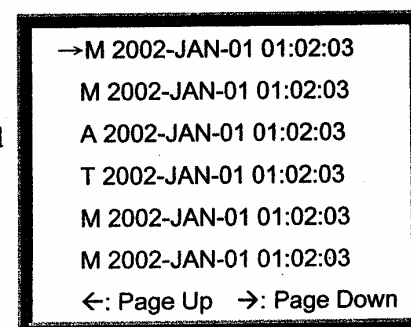 →M 2002-JAN-01 01:02:03
M 2002-JAN-01 01:02:03
A 2002-JAN-01 01:02:03
T 2002-JAN-01 01:02:03
M 2002-JAN-01 01:02:03
M 2002-JAN-01 01:02:03
←: Page Up →: Page Down